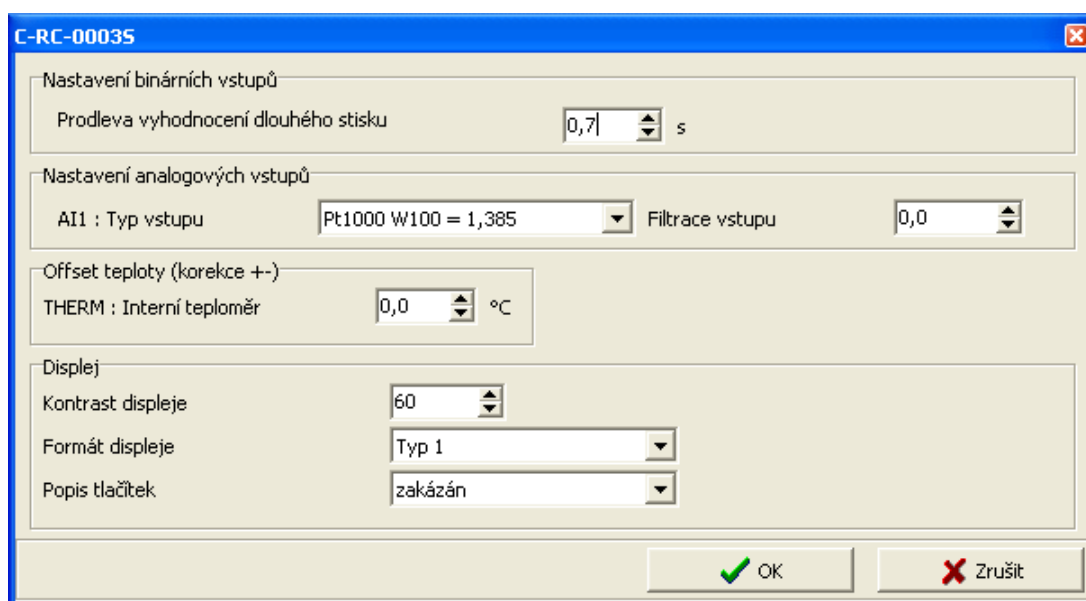 C-RC-0003S
Nastavení binárních vstupů
Prodleva vyhodnocení dlouhého stisku 0,7 s
Nastavení analogových vstupů
AI1 : Typ vstupu Pt1000 W100 = 1,385 Filtrace vstupu 0,0
Offset teploty (korekce +-)
THERM : Interní teploměr 0,0 °C
Displej
Kontrast displeje 60
Formát displeje Typ 1
Popis tlačítek zakázán
OK Zrušit